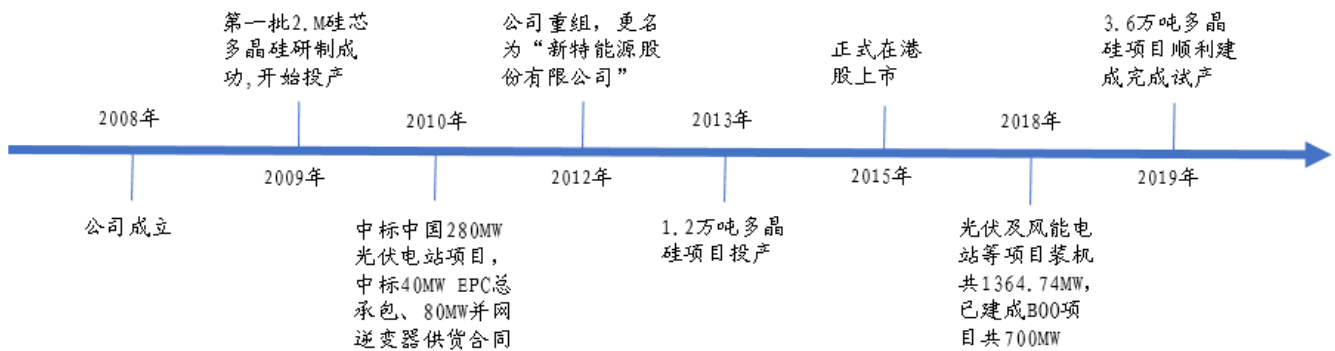 第一批2.M硅芯
多晶硅研制成
功,开始投产
公司重组，更名
为“新特能源股
份有限公司”
正式在港
股上市
3.6万吨多晶
硅项目顺利建
成完成试产
2008年
2010年
2013年
2018年
2009年
2012年
2015年
2019年
公司成立
中标中国280MW
光伏电站项目，
中标40MW EPC总
承包、80MW并网
逆变器供货合同
1.2万吨多晶
硅项目投产
光伏及风能电
站等项目装机
共1364.74MW，
已建成BOO项
目共700MW